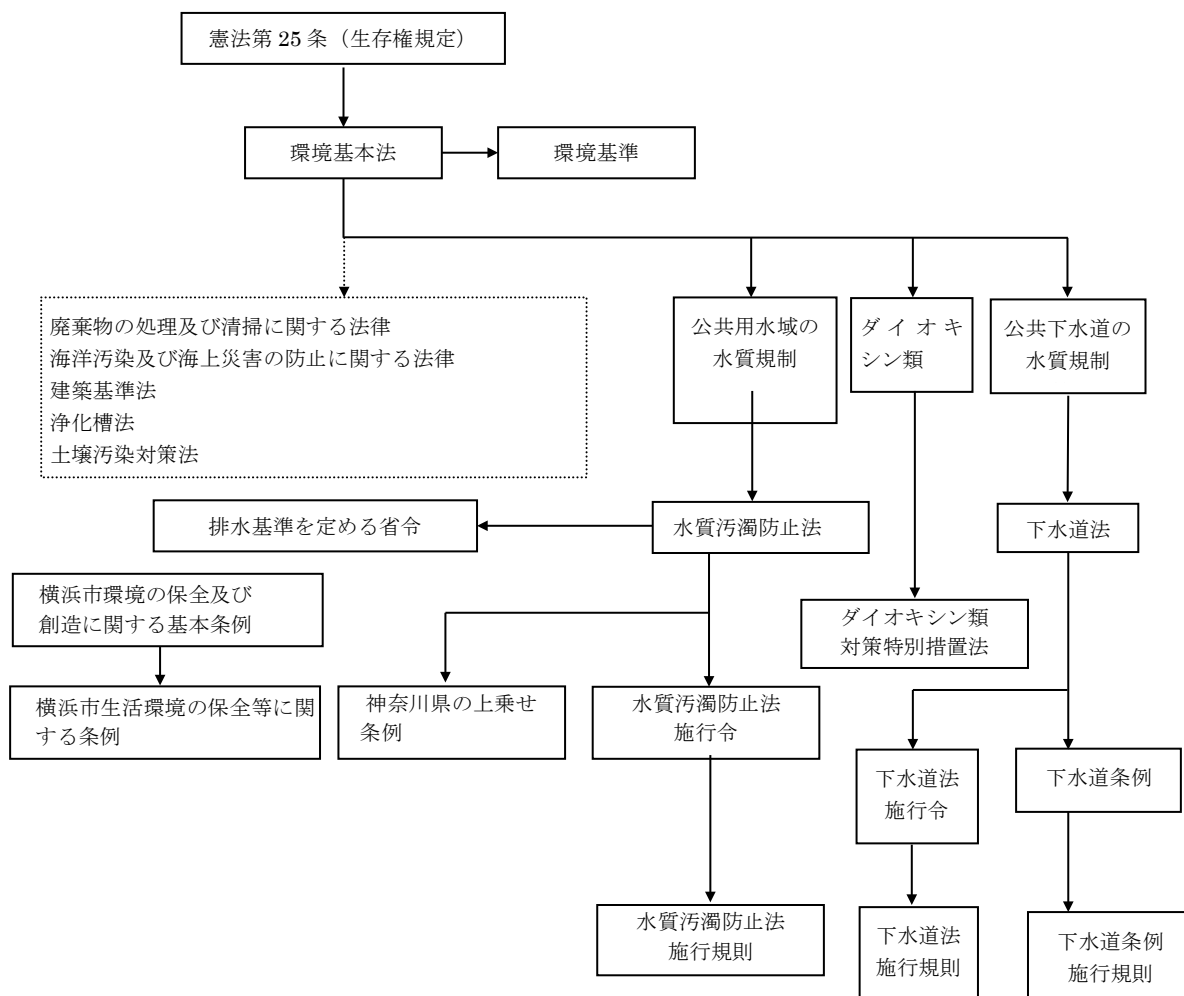 憲法第 25 条（生存権規定）
環境基本法
環境基準
廃棄物の処理及び清掃に関する法律
海洋汚染及び海上災害の防止に関する法律
建築基準法
浄化槽法
土壌汚染対策法
公共用水域の
水質規制
ダイオキ
シン類
公共下水道の
水質規制
排水基準を定める省令
水質汚濁防止法
下水道法
横浜市環境の保全及び
創造に関する基本条例
ダイオキシン類
対策特別措置法
横浜市生活環境の保全等に関
する条例
神奈川県の上乗せ
条例
水質汚濁防止法
施行令
下水道法
施行令
下水道条例
水質汚濁防止法
施行規則
下水道法
施行規則
下水道条例
施行規則